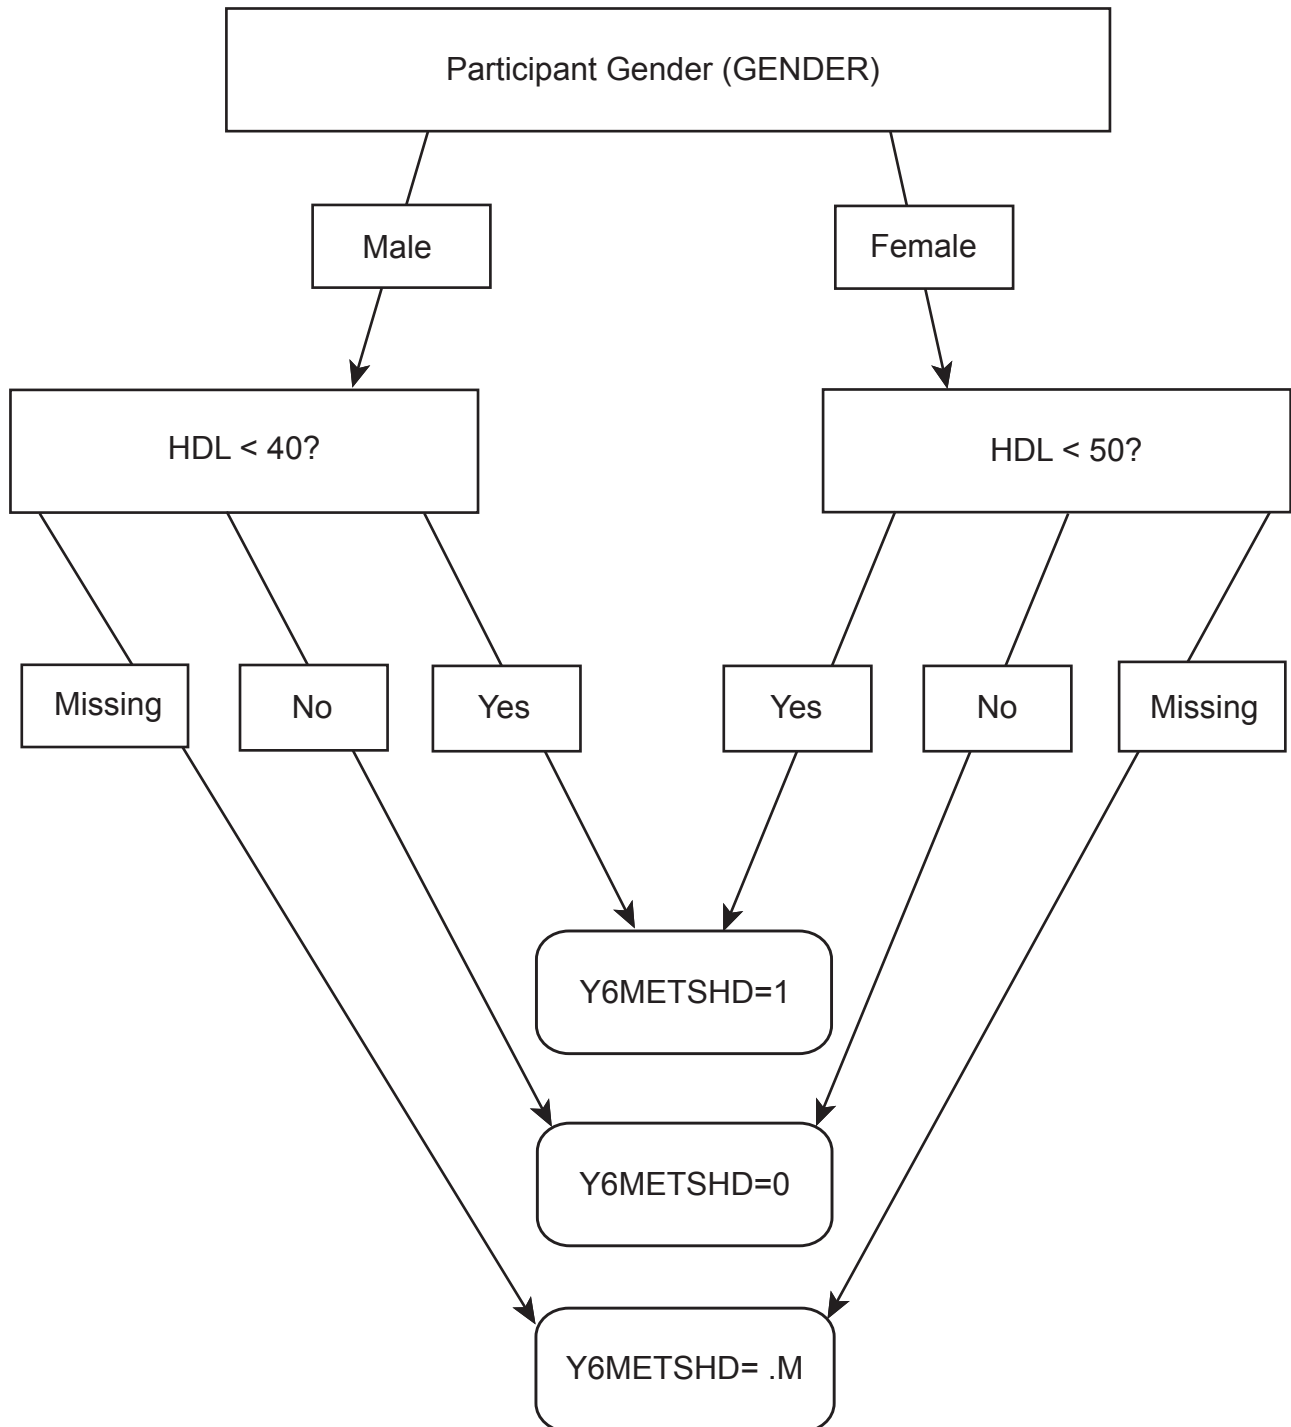 Participant Gender (GENDER)
Male
Female
HDL < 40?
HDL < 50?
Missing
No
Yes
Yes
No
Missing
Y6METSHD=1
Y6METSHD=0
Y6METSHD= .M